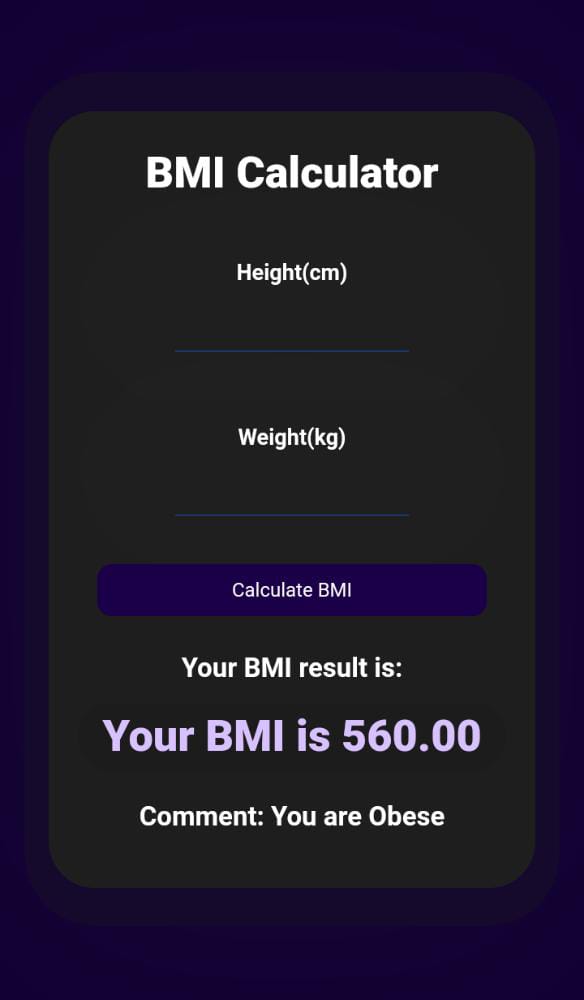 BMI Calculator
Height(cm)
Weight(kg)
Calculate BMI
Your BMI result is:
Your BMI is 560.00
Comment: You are Obese